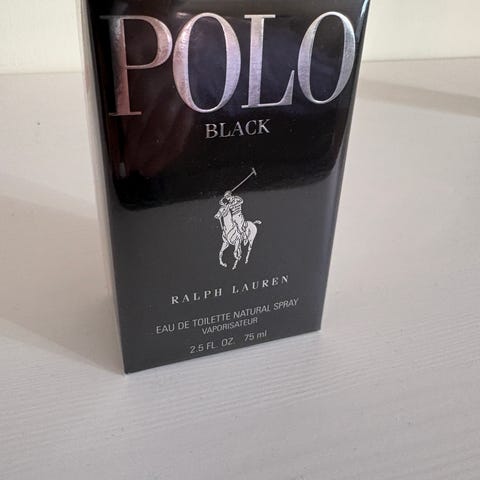 POLO
BLACK
RALPH LAUREN
EAU DE TOILETTE NATURAL SPRAY
VAPORISATEUR
2.5 FL. OZ. 75 ml